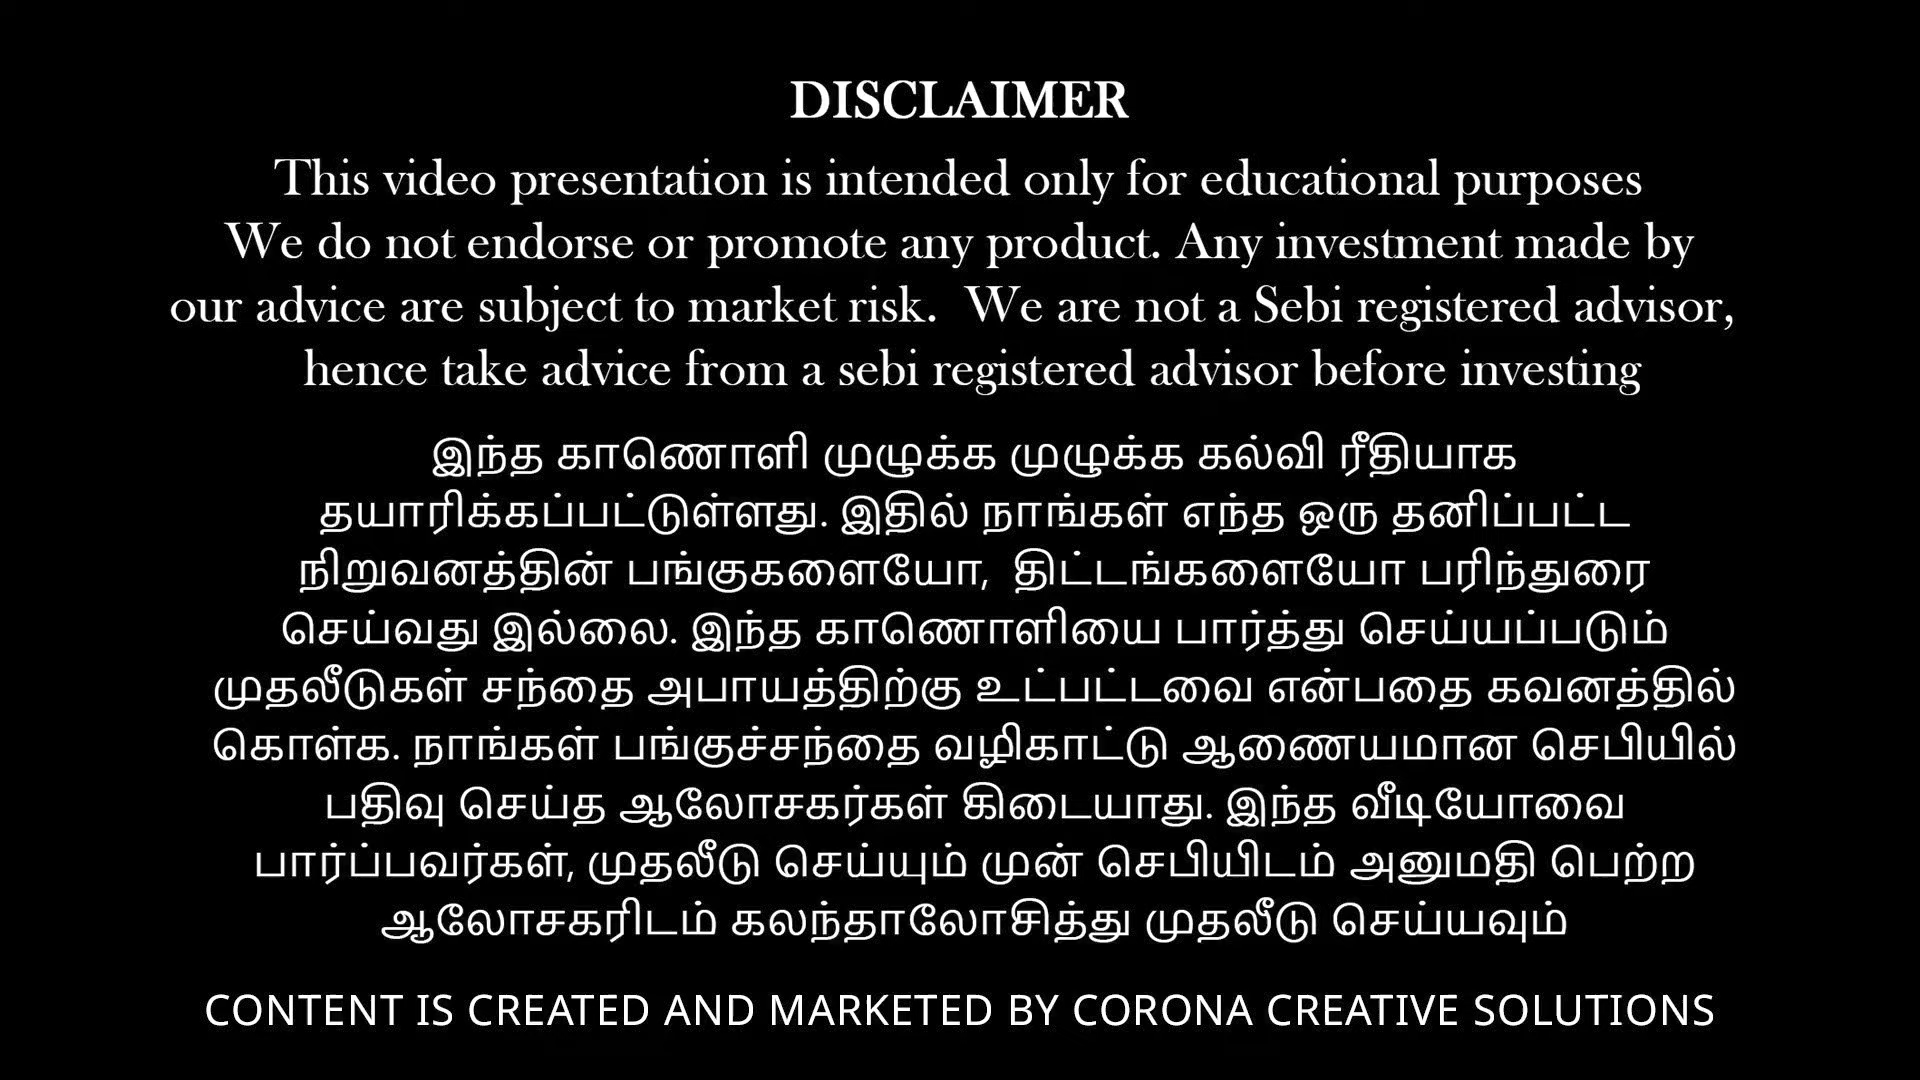 DISCLAIMER
This video presentation is intended only for educational purposes
We do not endorse or promote any product. Any investment made by
our advice are subject to market risk.  We are not a Sebi registered advisor,
hence take advice from a sebi registered advisor before investing
இந்த காணொளி முழுக்க முழுக்க கல்வி ரீதியாக
தயாரிக்கப்பட்டுள்ளது. இதில் நாங்கள் எந்த ஒரு தனிப்பட்ட
நிறுவனத்தின் பங்குகளையோ,  திட்டங்களையோ பரிந்துரை
செய்வது இல்லை. இந்த காணொளியை பார்த்து செய்யப்படும்
முதலீடுகள் சந்தை அபாயத்திற்கு உட்பட்டவை என்பதை கவனத்தில்
கொள்க. நாங்கள் பங்குச்சந்தை வழிகாட்டு ஆணையமான செபியில்
பதிவு செய்த ஆலோசகர்கள் கிடையாது. இந்த வீடியோவை
பார்ப்பவர்கள், முதலீடு செய்யும் முன் செபியிடம் அனுமதி பெற்ற
ஆலோசகரிடம் கலந்தாலோசித்து முதலீடு செய்யவும்
CONTENT IS CREATED AND MARKETED BY CORONA CREATIVE SOLUTIONS